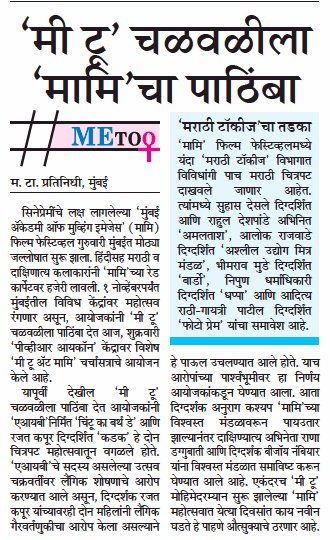 ‘मी टू’ चळवळीला
‘मामि’चा पाठिंबा
METOO
म. टा. प्रतिनिधी, मुंबई
सिनेप्रेमींचे लक्ष लागलेल्या ‘मुंबई
अ‍ॅकेडमी ऑफ मुव्हिंग इमेजेस’ (मामि)
फिल्म फेस्टिव्हल गुरुवारी मुंबईत मोठ्या
जल्लोषात सुरू झाला. हिंदीसह मराठी व
दाक्षिणात्य कलाकारांनी ‘मामि’च्या रेड
कार्पेटवर हजेरी लावली. १ नोव्हेंबरपर्यंत
मुंबईतील विविध केंद्रांवर महोत्सव
रंगणार असून, आयोजकांनी ‘मी टू’
चळवळीला पाठिंबा देत आज, शुक्रवारी
‘पीव्हीआर आयकॉन’ केंद्रावर विशेष
‘मी टू अ‍ॅट मामि’ चर्चासत्राचे आयोजन
केले आहे.
यापूर्वी देखील ‘मी टू’
चळवळीला पाठिंबा देत आयोजकांनी
‘एआयबी’निर्मित ‘चिंटू का बर्थ डे’ आणि
रजत कपूर दिग्दर्शित ‘कडक’ हे दोन
चित्रपट महोत्सवातून वगळले होते.
‘एआयबी’चे सदस्य असलेल्या उत्सव
चक्रवर्तीवर लैंगिक शोषणाचे आरोप
करण्यात आले असून, दिग्दर्शक रजत
कपूर यांच्यावरही दोन महिलांनी लैंगिक
गैरवर्तणुकीचा आरोप केला असल्याने
‘मराठी टॉकीज’चा तडका
‘मामि’ फिल्म फेस्टिव्हलमध्ये
यंदा ‘मराठी टॉकीज’ विभागात
विविधांगी पाच मराठी चित्रपट
दाखवले जाणार आहेत.
त्यांमध्ये सुहास देसले दिग्दर्शित
आणि राहुल देशपांडे अभिनित
‘अमलताश’, आलोक राजवाडे
दिग्दर्शित ‘अश्लील उद्योग मित्र
मंडळ’, भीमराव मुडे दिग्दर्शित
‘बार्डो’, निपुण धर्माधिकारी
दिग्दर्शित ‘धप्पा’ आणि आदित्य
राठी-गायत्री पाटील दिग्दर्शित
‘फोटो प्रेम’ यांचा समावेश आहे.
हे पाऊल उचलण्यात आले होते. याच
आरोपांच्या पार्श्वभूमीवर हा निर्णय
आयोजकांकडून घेण्यात आला. आता
दिग्दर्शक अनुराग कश्यप ‘मामि’च्या
विश्वस्त मंडळावरून पायउतार
झाल्यानंतर दाक्षिणात्य अभिनेता राणा
डग्गुबाती आणि दिग्दर्शक बीजॉय नंबियार
यांना विश्वस्त मंडळात समाविष्ट करून
घेण्यात आले आहे. एकंदरच ‘मी टू’
मोहिमेदरम्यान सुरू झालेल्या ‘मामि’
महोत्सवात येत्या दिवसांत काय नवीन
घडते हे पाहणे औत्सुक्याचे ठरणार आहे.